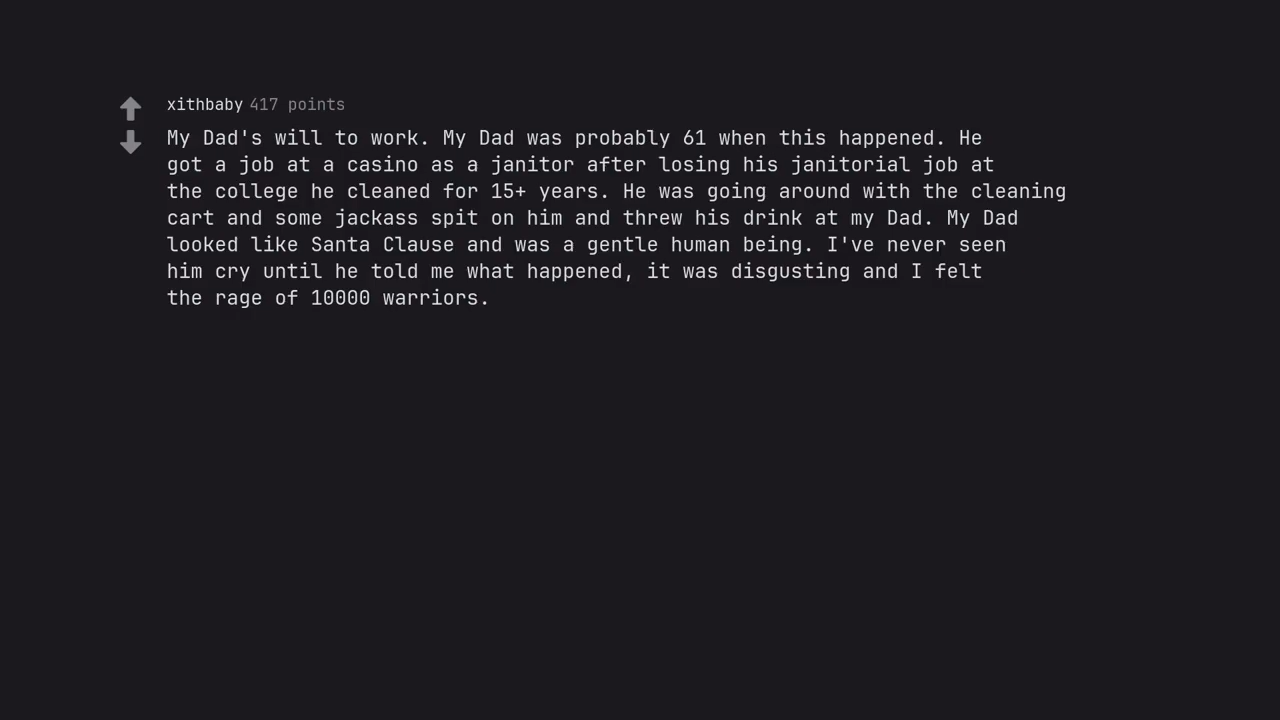 xithbaby 417 points
My Dad's will to work. My Dad was probably 61 when this happened. He
got a job at a casino as a janitor after losing his janitorial job at
the college he cleaned for 15+ years. He was going around with the cleaning
cart and some jackass spit on him and threw his drink at my Dad. My Dad
looked like Santa Clause and was a gentle human being. I've never seen
him cry until he told me what happened, it was disgusting and I felt
the rage of 10000 warriors.